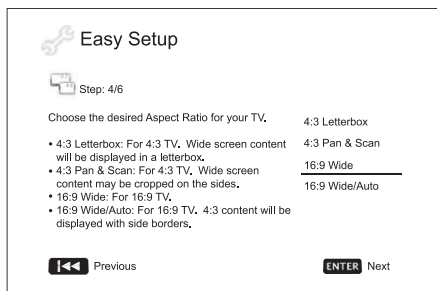 Easy Setup
Step: 4/6
Choose the desired Aspect Ratio for your TV.
• 4:3 Letterbox: For 4:3 TV. Wide screen content
will be displayed in a letterbox.
• 4:3 Pan & Scan: For 4:3 TV. Wide screen
content may be cropped on the sides.
• 16:9 Wide: For 16:9 TV.
• 16:9 Wide/Auto: For 16:9 TV. 4:3 content will be
displayed with side borders.
4:3 Letterbox
4:3 Pan & Scan
16:9 Wide
16:9 Wide/Auto
Previous
ENTER Next